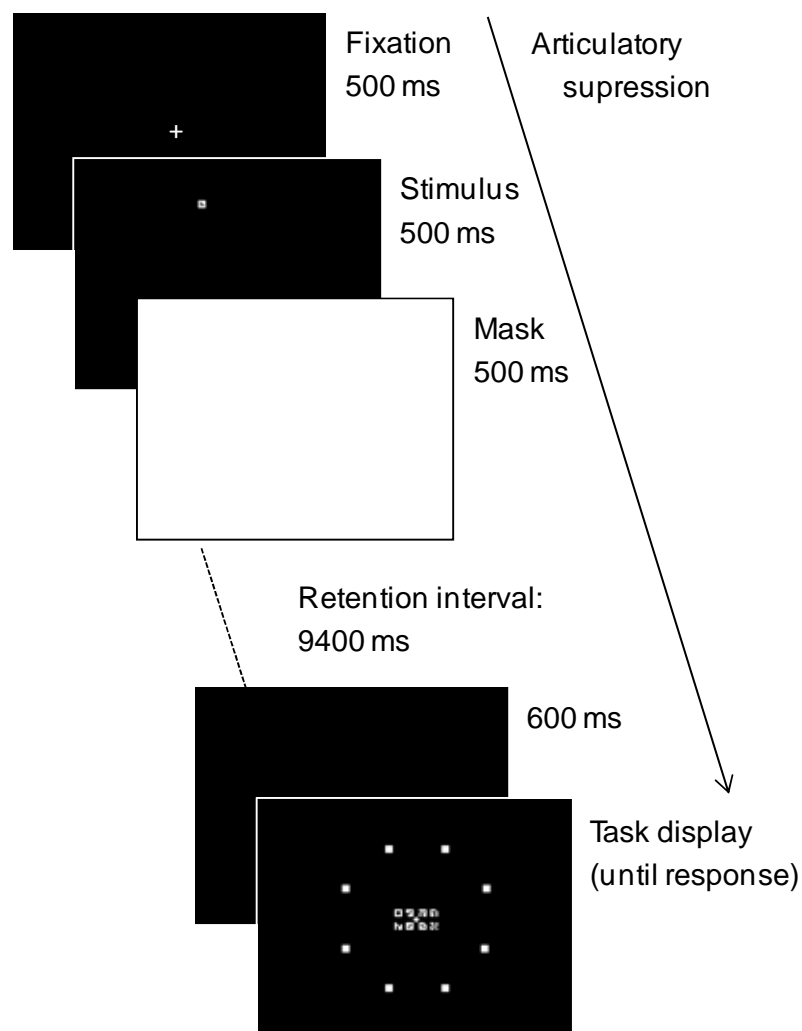 Fixation
500 ms
Articulatory
supression
Stimulus
500 ms
Mask
500 ms
Retention interval:
9400 ms
600 ms
Task display
(until response)